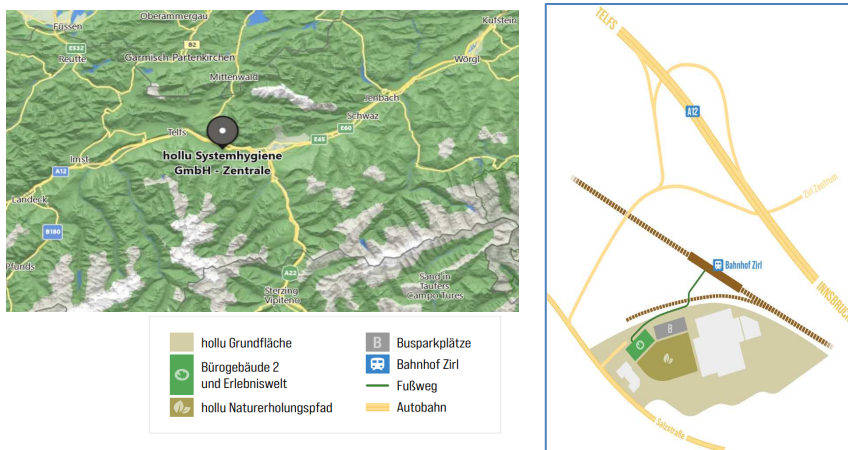 Oberammergau
Füssen
Kufstein
E532
B2
Reutte
Garmisch-Partenkirchen
Wörgl
Mittenwald
Jenbach
Schwaz
Telfs
E60
E45
Imst
hollu Systemhygiene
GmbH - Zentrale
A12
Landeck
B180
Pfunds
A22
Sand in
Taufers
Campo Tures
Sterzing
Vipiteno
hollu Grundfläche
Bürogebäude 2
und Erlebniswelt
hollu Naturerholungspfad
B
Busparkplätze
Bahnhof Zirl
Fußweg
Autobahn
TELFS
A12
Zirl Zentrum
Bahnhof Zirl
INNSBRUCK
B
Salzstraße